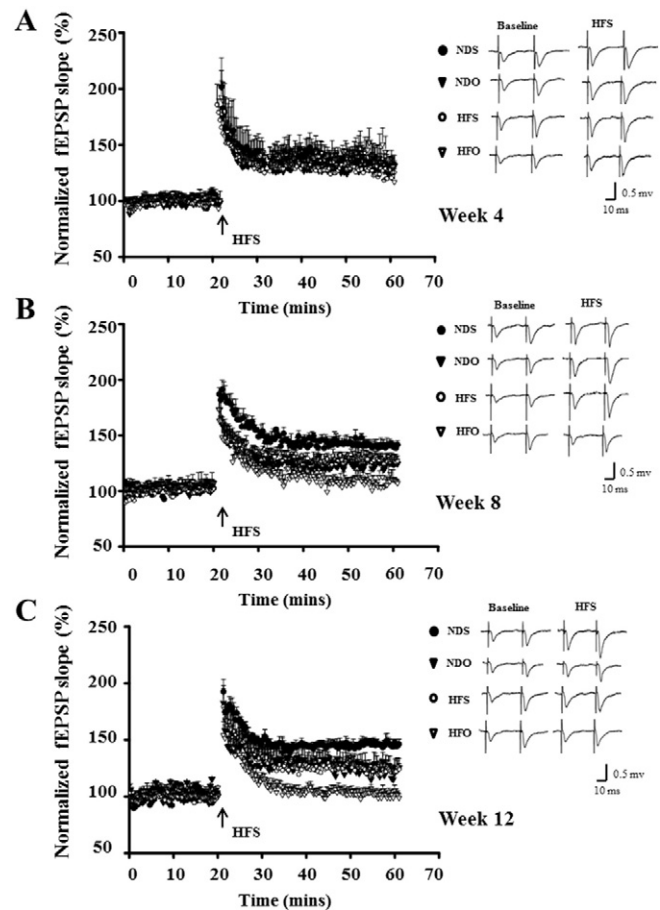 A
Normalized fEPSP slope (%)
250
200
150
100
50
0 10 20 30 40 50 60 70
HFS
Time (mins)
Baseline HFS
NDS
NDO
HFS
HFO
0.5 mv
10 ms
Week 4
B
Normalized fEPSP slope (%)
250
200
150
100
50
0 10 20 30 40 50 60 70
HFS
Time (mins)
Baseline HFS
NDS
NDO
HFS
HFO
0.5 mv
10 ms
Week 8
C
Normalized fEPSP slope (%)
250
200
150
100
50
0 10 20 30 40 50 60 70
HFS
Time (mins)
Baseline HFS
NDS
NDO
HFS
HFO
0.5 mv
10 ms
Week 12